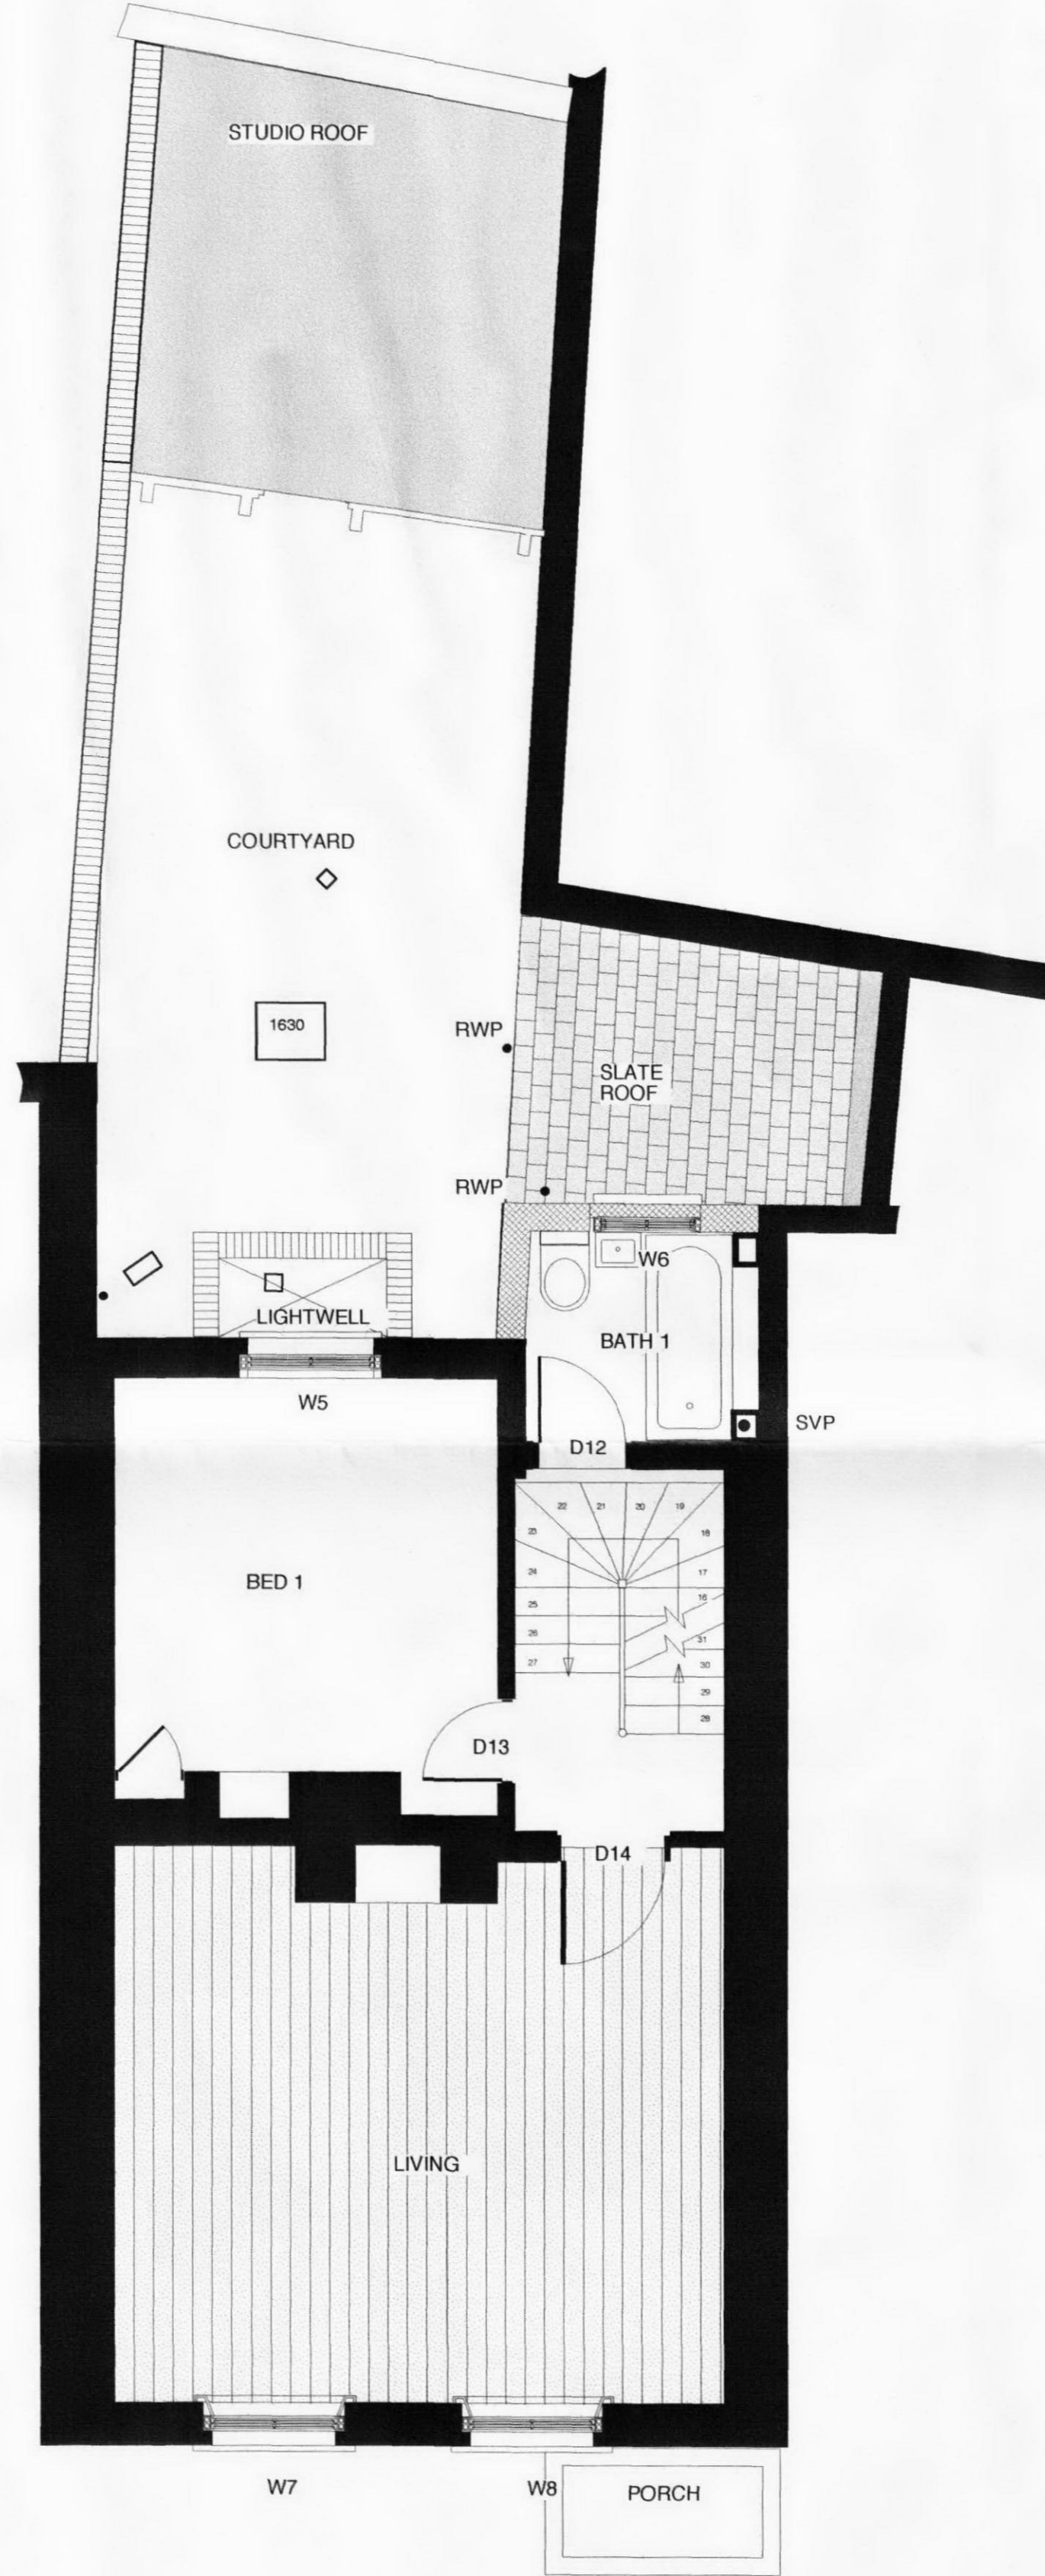 STUDIO ROOF
COURTYARD
1630
RWP
SLATE
ROOF
RWP
W6
LIGHTWELL
BATH 1
W5
SVP
D12
22 21 20 19
23 18
24 17
25 16
26 31
27 30
29
28
BED 1
D13
D14
LIVING
W7
W8
PORCH